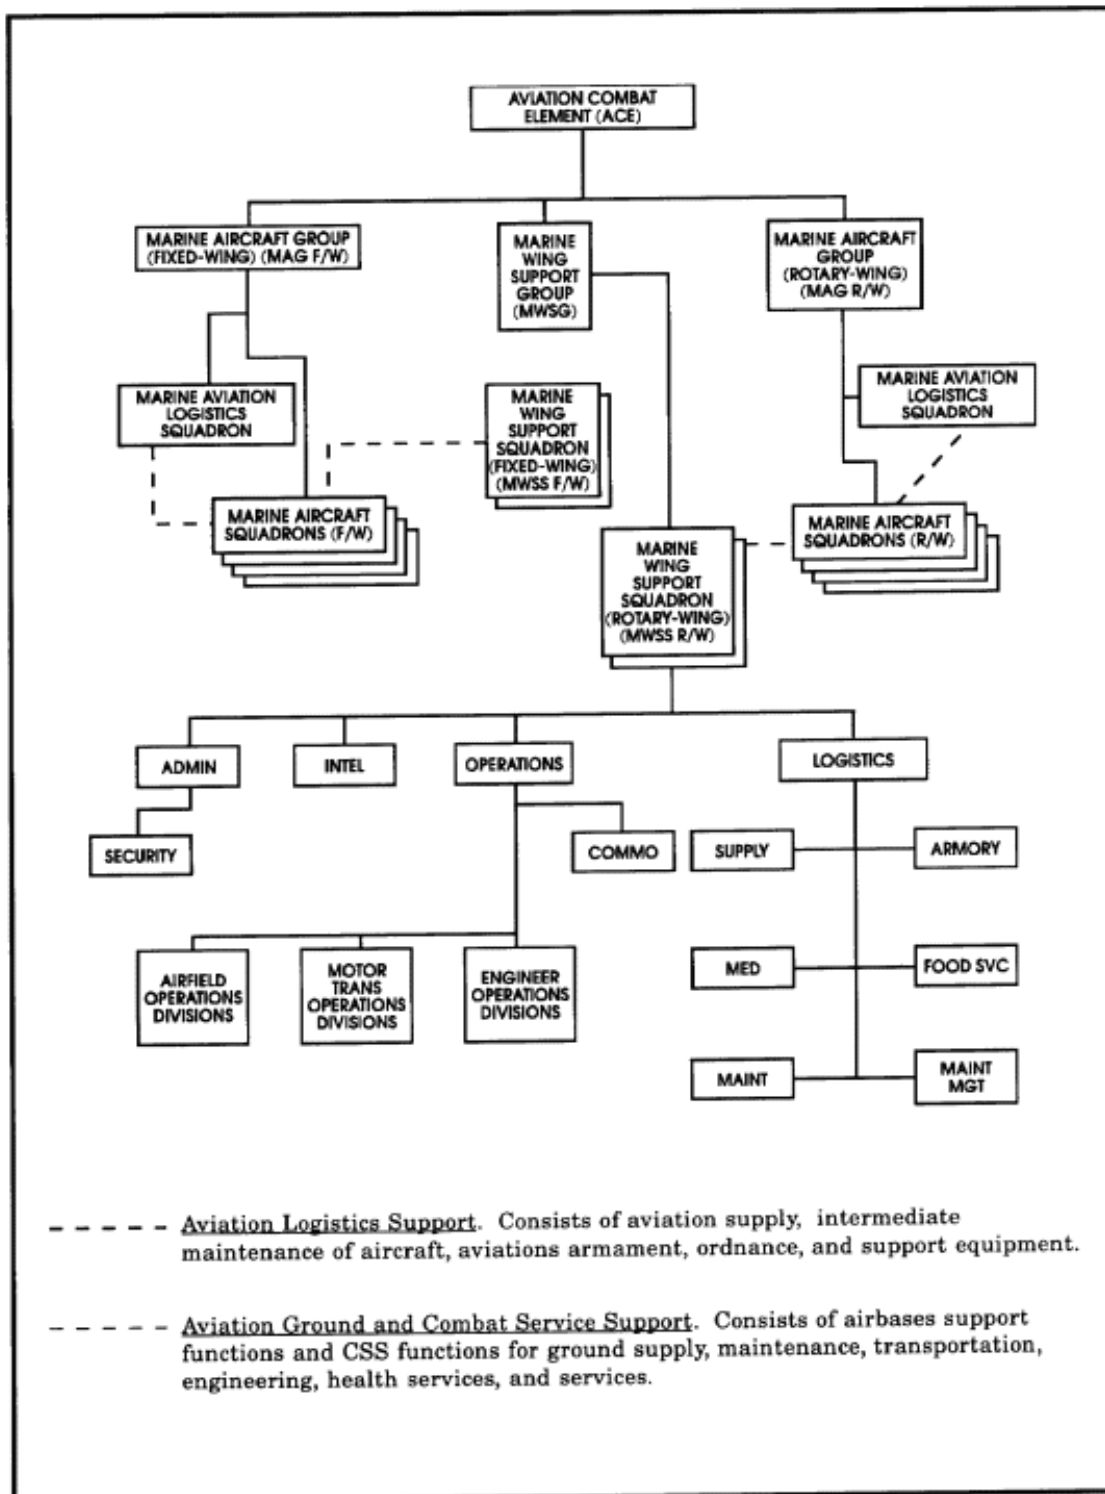 AVIATION COMBAT
ELEMENT (ACE)
MARINE AIRCRAFT GROUP
(FIXED-WING) (MAG F/W)
MARINE
WING
SUPPORT
GROUP
(MWSG)
MARINE AIRCRAFT
GROUP
(ROTARY-WING)
(MAG R/W)
MARINE AVIATION
LOGISTICS
SQUADRON
MARINE
WING
SUPPORT
SQUADRON
(FIXED-WING)
(MWSS F/W)
MARINE AVIATION
LOGISTICS
SQUADRON
MARINE AIRCRAFT
SQUADRONS (F/W)
MARINE
WING
SUPPORT
SQUADRON
(ROTARY-WING)
(MWSS R/W)
MARINE AIRCRAFT
SQUADRONS (R/W)
ADMIN
INTEL
OPERATIONS
LOGISTICS
SECURITY
COMMO
SUPPLY
ARMORY
AIRFIELD
OPERATIONS
DIVISIONS
MOTOR
TRANS
OPERATIONS
DIVISIONS
ENGINEER
OPERATIONS
DIVISIONS
MED
FOOD SVC
MAINT
MAINT
MGT
Aviation Logistics Support. Consists of aviation supply, intermediate
maintenance of aircraft, aviations armament, ordnance, and support equipment.
Aviation Ground and Combat Service Support. Consists of airbases support
functions and CSS functions for ground supply, maintenance, transportation,
engineering, health services, and services.